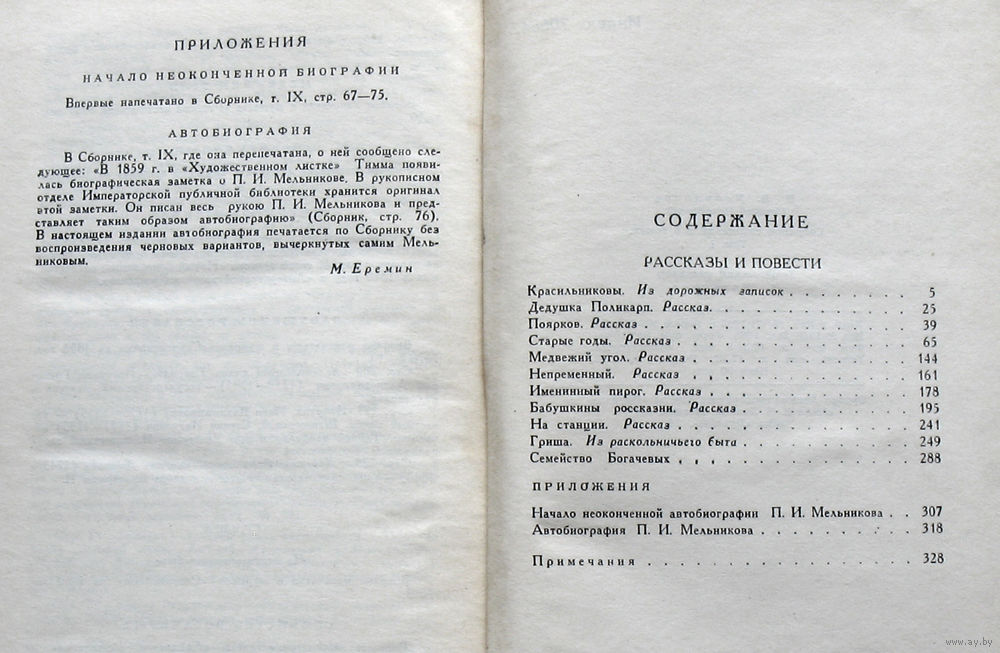 ПРИЛОЖЕНИЯ
НАЧАЛО НЕОКОНЧЕННОЙ БИОГРАФИИ
Впервые напечатано в Сборнике, т. IX, стр. 67—75.
АВТОБИОГРАФИЯ
В Сборнике, т. IX, где она перепечатана, о ней сообщено сле-
дующее: «В 1859 г. в «Художественном листке» Тимма появи-
лась биографическая заметка о П. И. Мельникове. В рукописном
отделе Императорской публичной библиотеки хранится оригинал
этой заметки. Он писан весь рукою П. И. Мельникова и пред-
ставляет таким образом автобиографию» (Сборник, стр. 76).
В настоящем издании автобиография печатается по Сборнику без
воспроизведения черновых вариантов, вычеркнутых самим Мель-
никовым.
М. Еремин
СОДЕРЖАНИЕ
РАССКАЗЫ И ПОВЕСТИ
Красильниковы. Из дорожных записок . . . . . . . . 5
Дедушка Поликарп. Рассказ. . . . . . . . . . . . . 25
Поярков. Рассказ . . . . . . . . . . . . . . . . 39
Старые годы. Рассказ . . . . . . . . . . . . . . 65
Медвежий угол. Рассказ . . . . . . . . . . . . . 144
Непременный. Рассказ . . . . . . . . . . . . . . 161
Именинный пирог. Рассказ . . . . . . . . . . . . 178
Бабушкины россказни. Рассказ . . . . . . . . . . 195
На станции. Рассказ . . . . . . . . . . . . . . 241
Гриша. Из раскольничьего быта . . . . . . . . . . 249
Семейство Богачевых . . . . . . . . . . . . . . 288
ПРИЛОЖЕНИЯ
Начало неоконченной автобиографии П. И. Мельникова . . 307
Автобиография П. И. Мельникова . . . . . . . . . 318
Примечания . . . . . . . . . . . . . . . . 328
www.ay.by